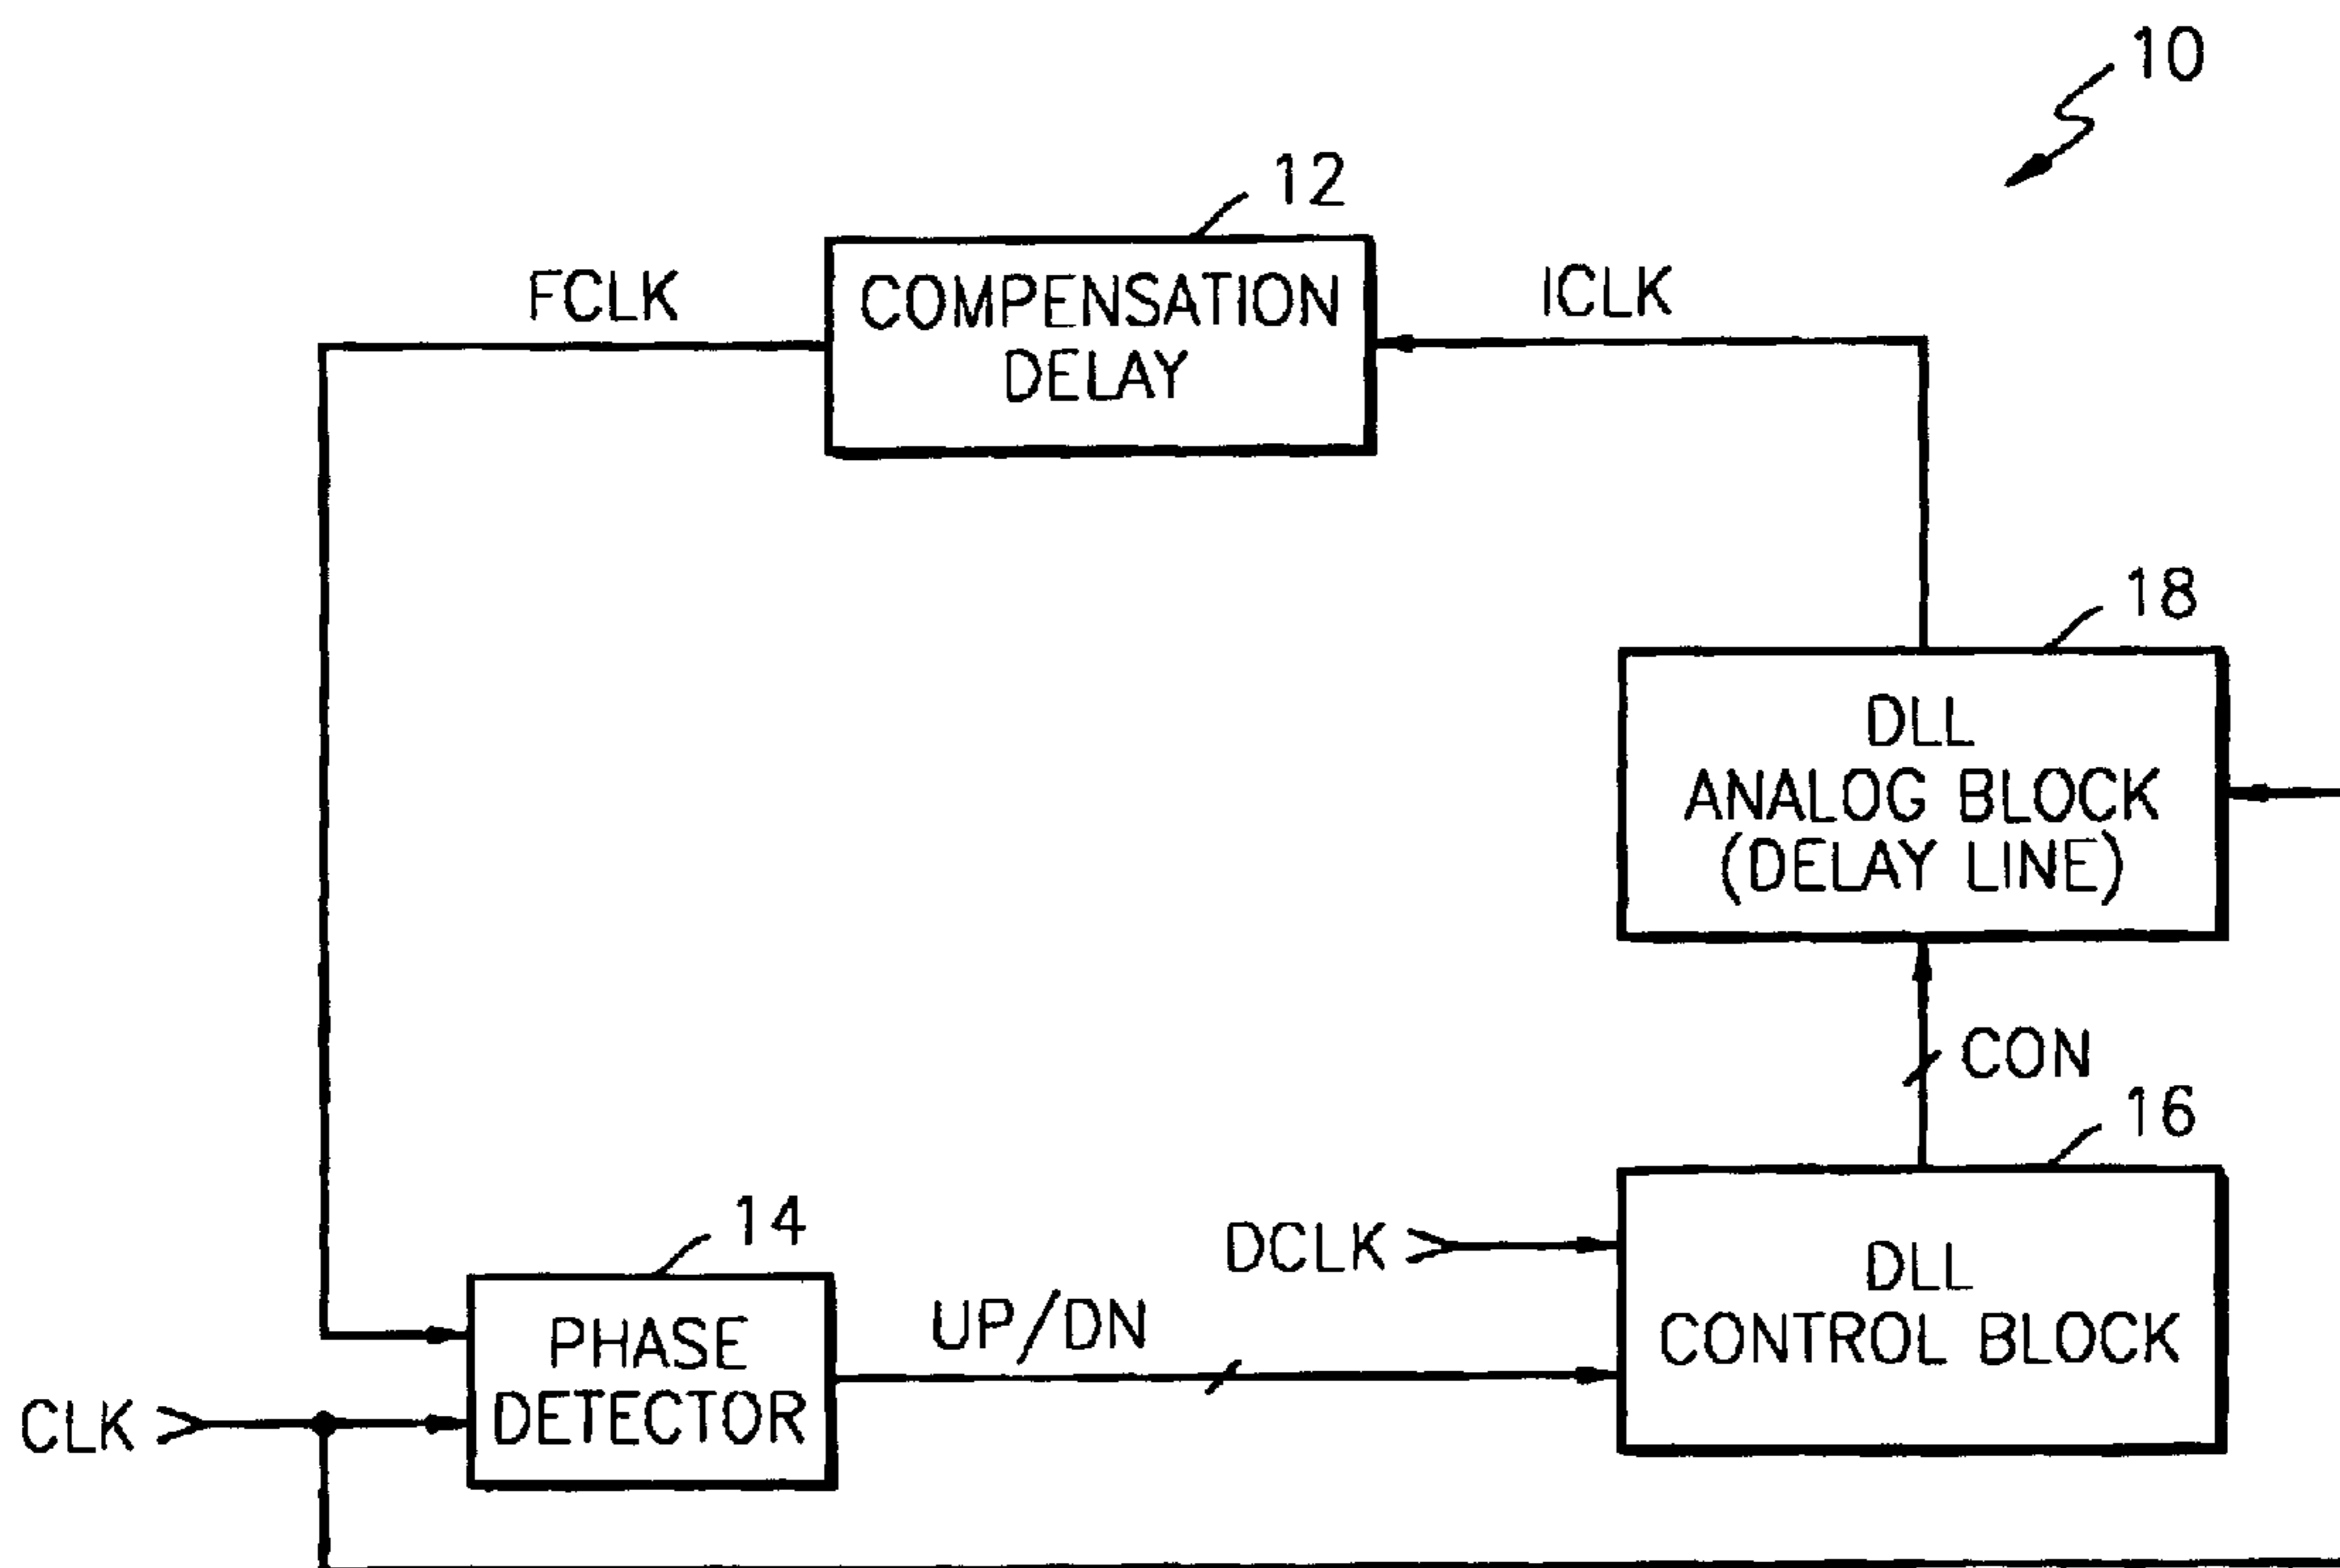 10
12
FCLK
COMPENSATION
DELAY
ICLK
18
DLL
ANALOG BLOCK
(DELAY LINE)
CON
16
14
DCLK
DLL
CONTROL BLOCK
UP/DN
PHASE
DETECTOR
CLK